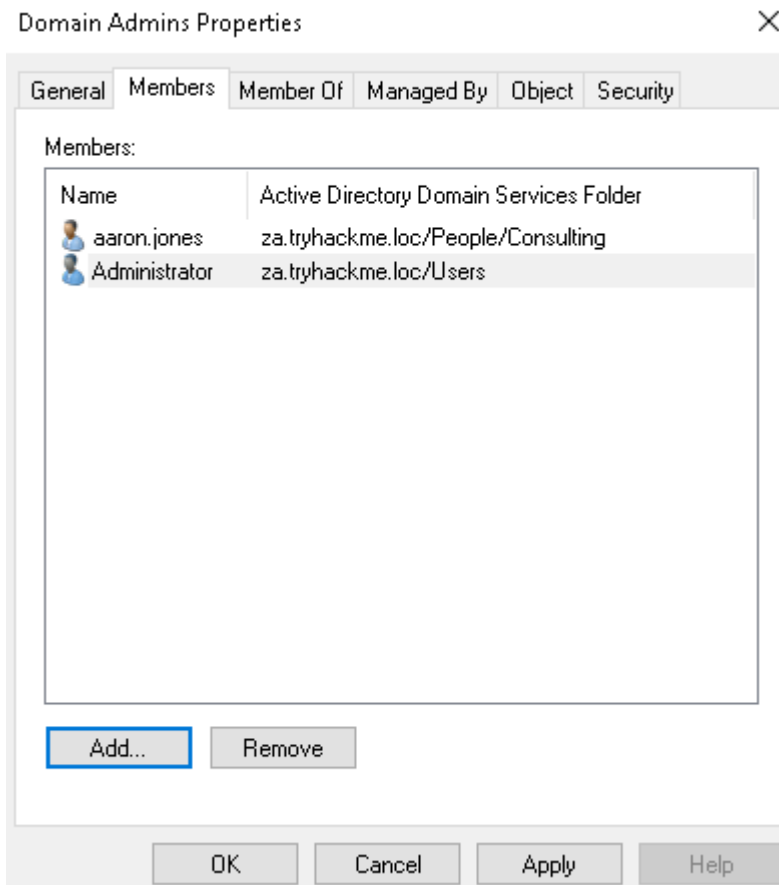 Domain Admins Properties
General Members Member Of Managed By Object Security
Members:
Name Active Directory Domain Services Folder
aaron.jones za.tryhackme.loc/People/Consulting
Administrator za.tryhackme.loc/Users
Add... Remove
OK Cancel Apply Help